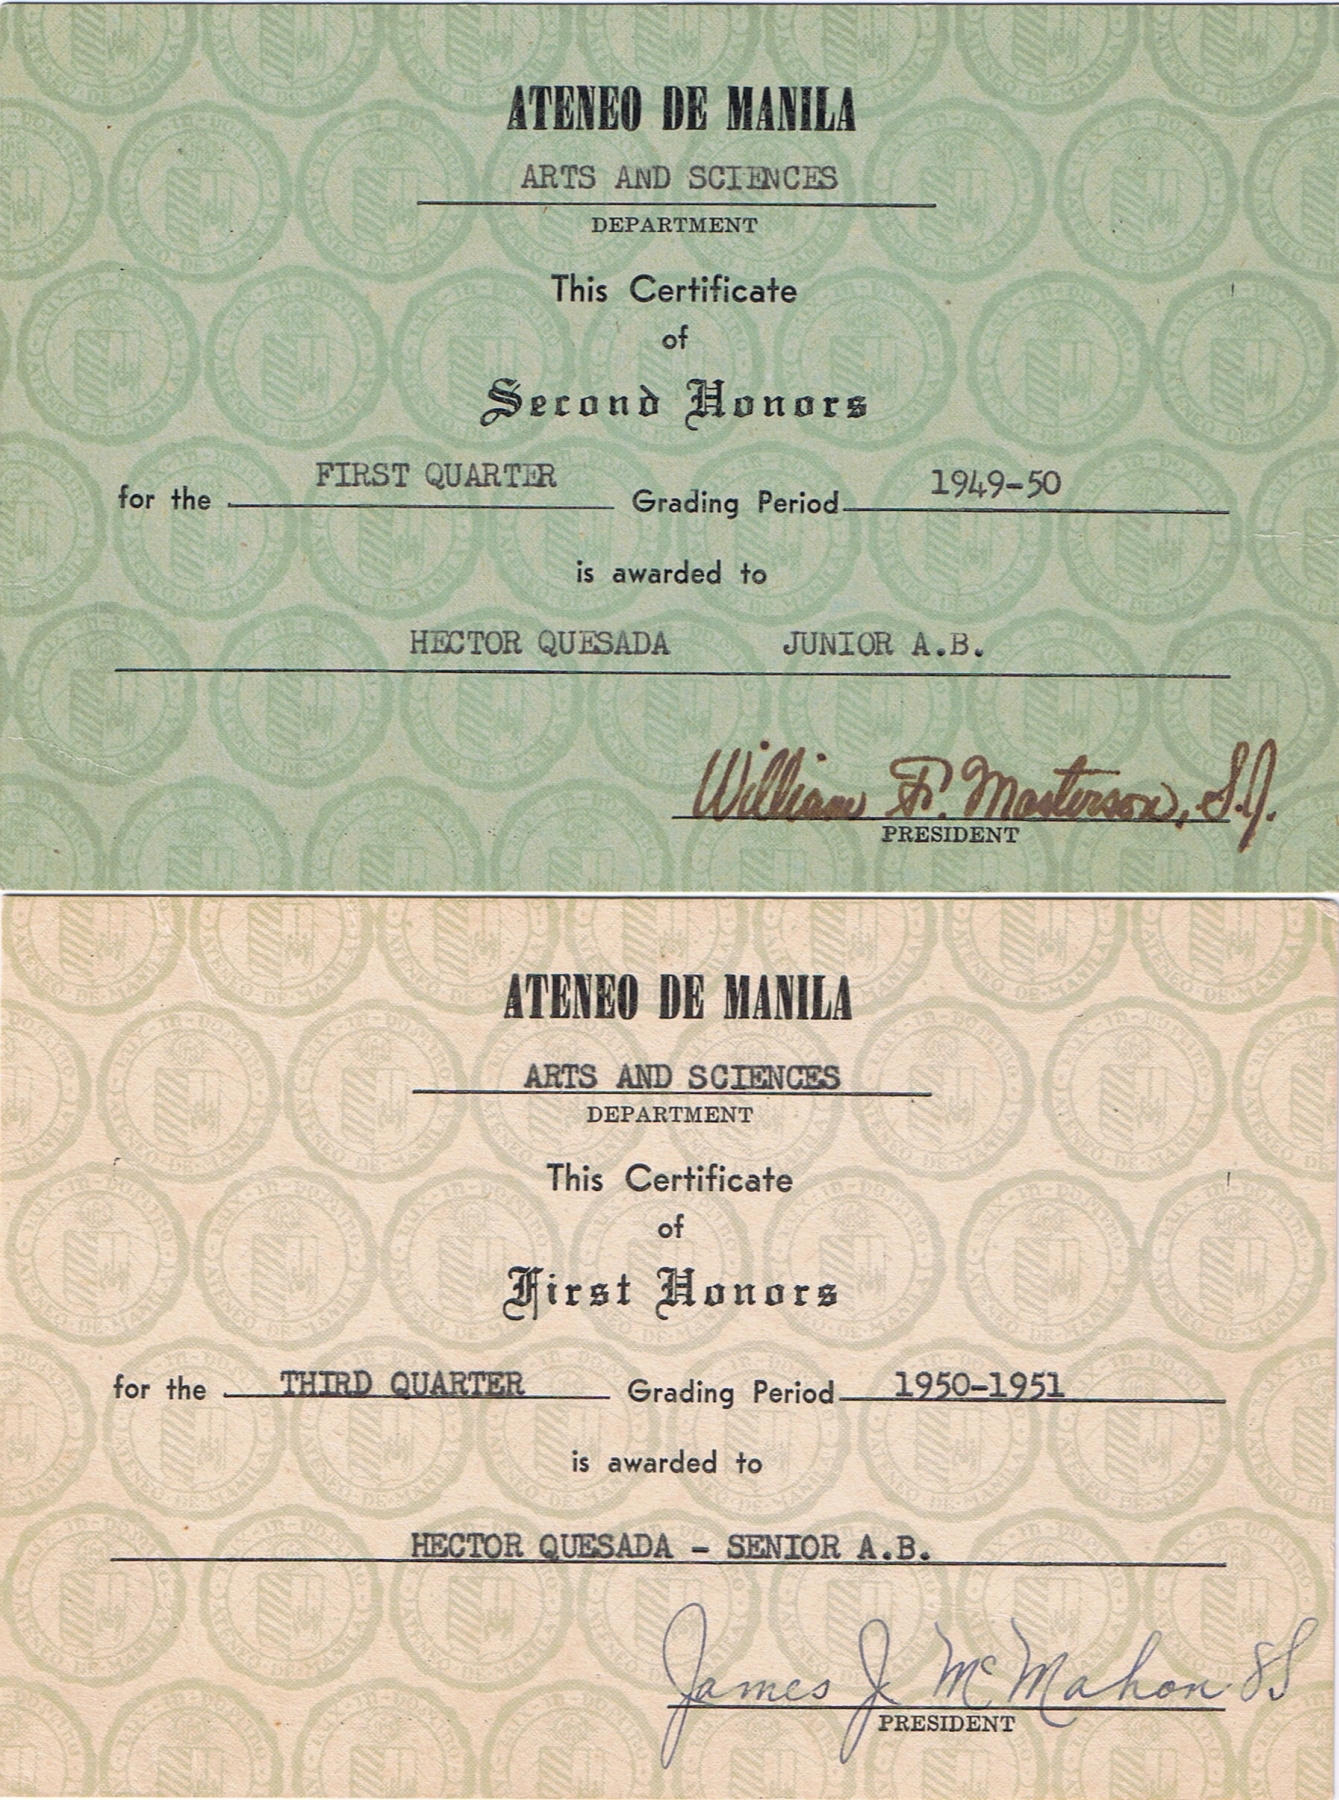 ATENEO DE MANILA
ARTS AND SCIENCES
DEPARTMENT
This Certificate
of
Second Honors
for the FIRST QUARTER Grading Period 1949-50
is awarded to
HECTOR QUESADA JUNIOR A.B.
William F. Masterson, S.J.
PRESIDENT
ATENEO DE MANILA
ARTS AND SCIENCES
DEPARTMENT
This Certificate
of
First Honors
for the THIRD QUARTER Grading Period 1950-1951
is awarded to
HECTOR QUESADA - SENIOR A.B.
James J McMahon SJ
PRESIDENT